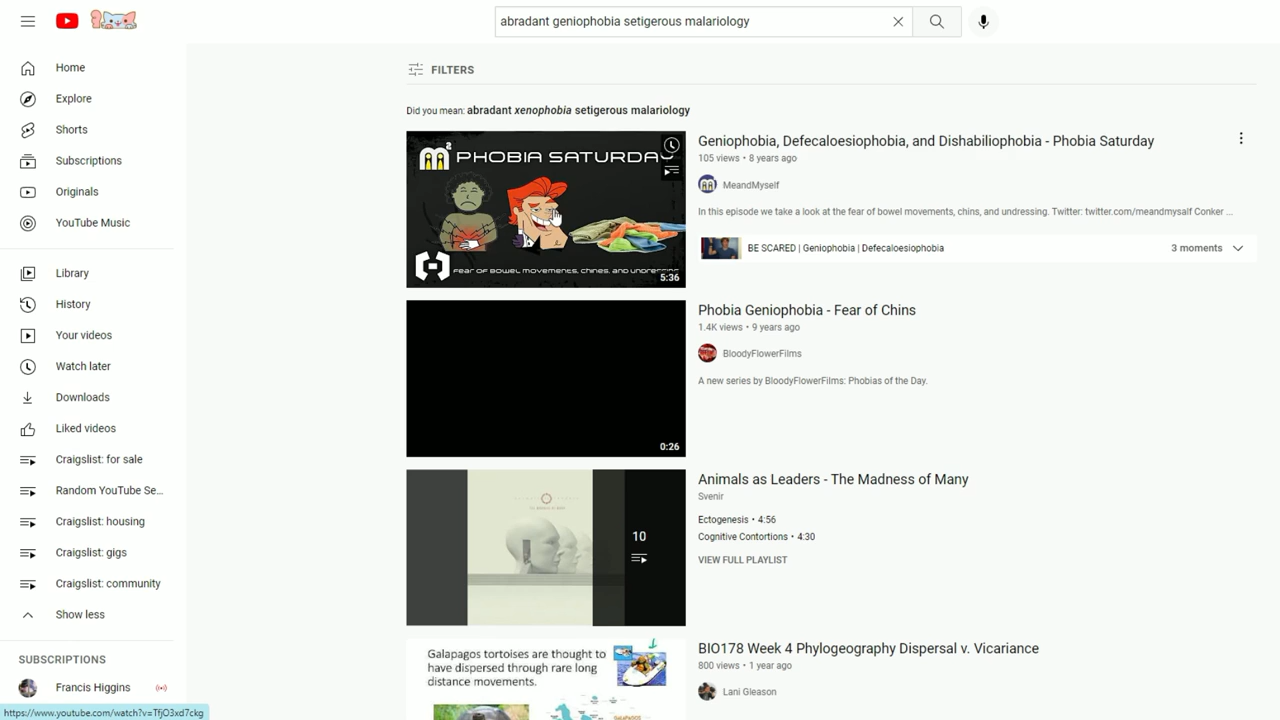 abradant geniophobia setigerous malariology
Home
Explore
Shorts
Subscriptions
Originals
YouTube Music
Library
History
Your videos
Watch later
Downloads
Liked videos
Craigslist: for sale
Random YouTube Se...
Craigslist: housing
Craigslist: gigs
Craigslist: community
Show less
SUBSCRIPTIONS
Francis Higgins
https://www.youtube.com/watch?v=TfjO3xd7ckg
FILTERS
Did you mean: abradant xenophobia setigerous malariology
2
PHOBIA SATURDAY
FEAR OF BOWEL MOVEMENTS, CHINS, AND UNDRESSING
5:36
Geniophobia, Defecaloesiophobia, and Dishabiliophobia - Phobia Saturday
105 views • 8 years ago
MeandMyself
In this episode we take a look at the fear of bowel movements, chins, and undressing. Twitter: twitter.com/meandmysalf Conker ...
BE SCARED | Geniophobia | Defecaloesiophobia
3 moments
0:26
Phobia Geniophobia - Fear of Chins
1.4K views • 9 years ago
BloodyFlowerFilms
A new series by BloodyFlowerFilms: Phobias of the Day.
10
Animals as Leaders - The Madness of Many
Svenir
Ectogenesis • 4:56
Cognitive Contortions • 4:30
VIEW FULL PLAYLIST
Galapagos tortoises are thought to
have dispersed through rare long
distance movements.
BIO178 Week 4 Phylogeography Dispersal v. Vicariance
800 views • 1 year ago
Lani Gleason